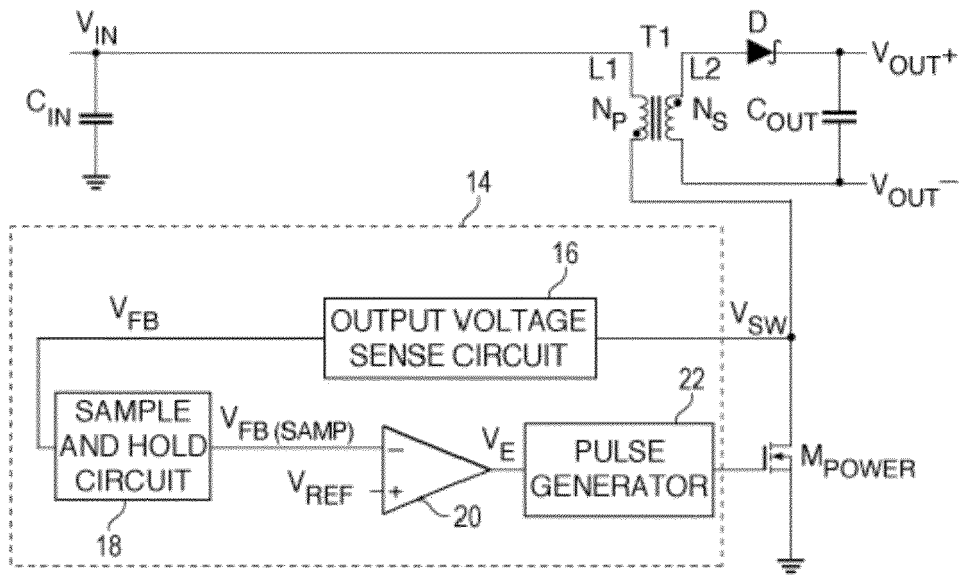 VIN
T1
D
L1
L2
VOUT+
CIN
NP
NS
COUT
VOUT−
14
16
VFB
OUTPUT VOLTAGE
SENSE CIRCUIT
VSW
22
SAMPLE
AND HOLD
CIRCUIT
VFB (SAMP)
VE
PULSE
GENERATOR
MPOWER
−
VREF
+
20
18